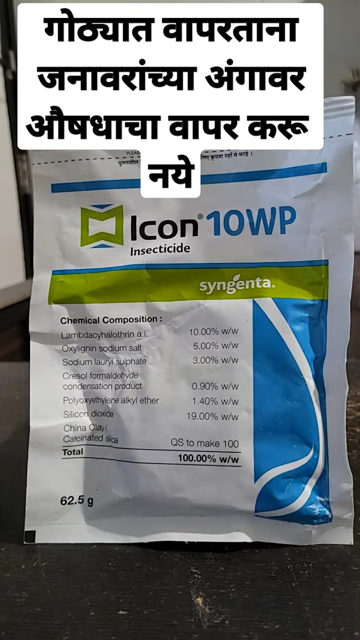 गोठ्यात वापरताना
जनावरांच्या अंगावर
औषधाचा वापर करू
नये
Icon® 10WP
Insecticide
syngenta.
Chemical Composition :
Lambdacyhalothrin a.i. 10.00% w/w
Oxylignin sodium salt 5.00% w/w
Sodium lauryl sulphate 3.00% w/w
Cresol formaldehyde
condensation product 0.90% w/w
Polyoxyethylene alkyl ether 1.40% w/w
Silicon dioxide 19.00% w/w
China Clay/
Calcinated silica QS to make 100
Total 100.00% w/w
62.5 g